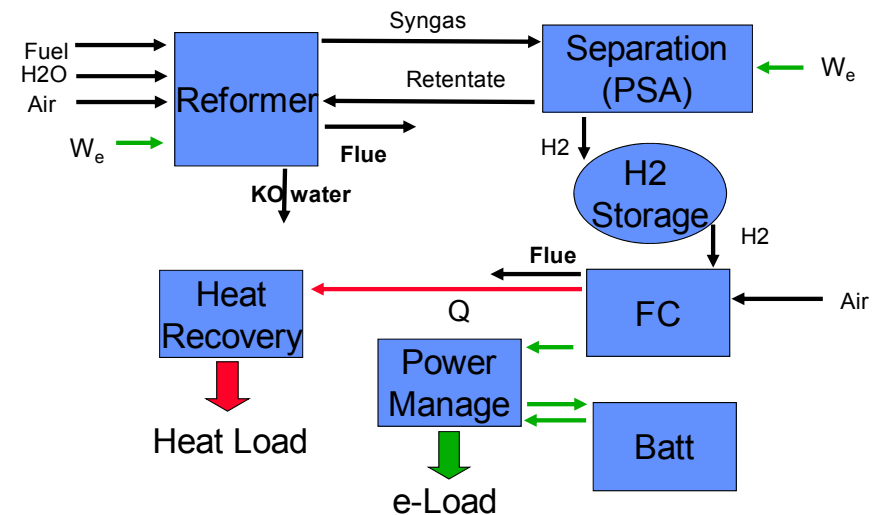 Syngas
Fuel
H2O
Air
We
Reformer
Retentate
Flue
KO water
Separation
(PSA)
We
H2
H2
Storage
H2
Flue
Heat
Recovery
Q
FC
Air
Power
Manage
Batt
Heat Load
e-Load